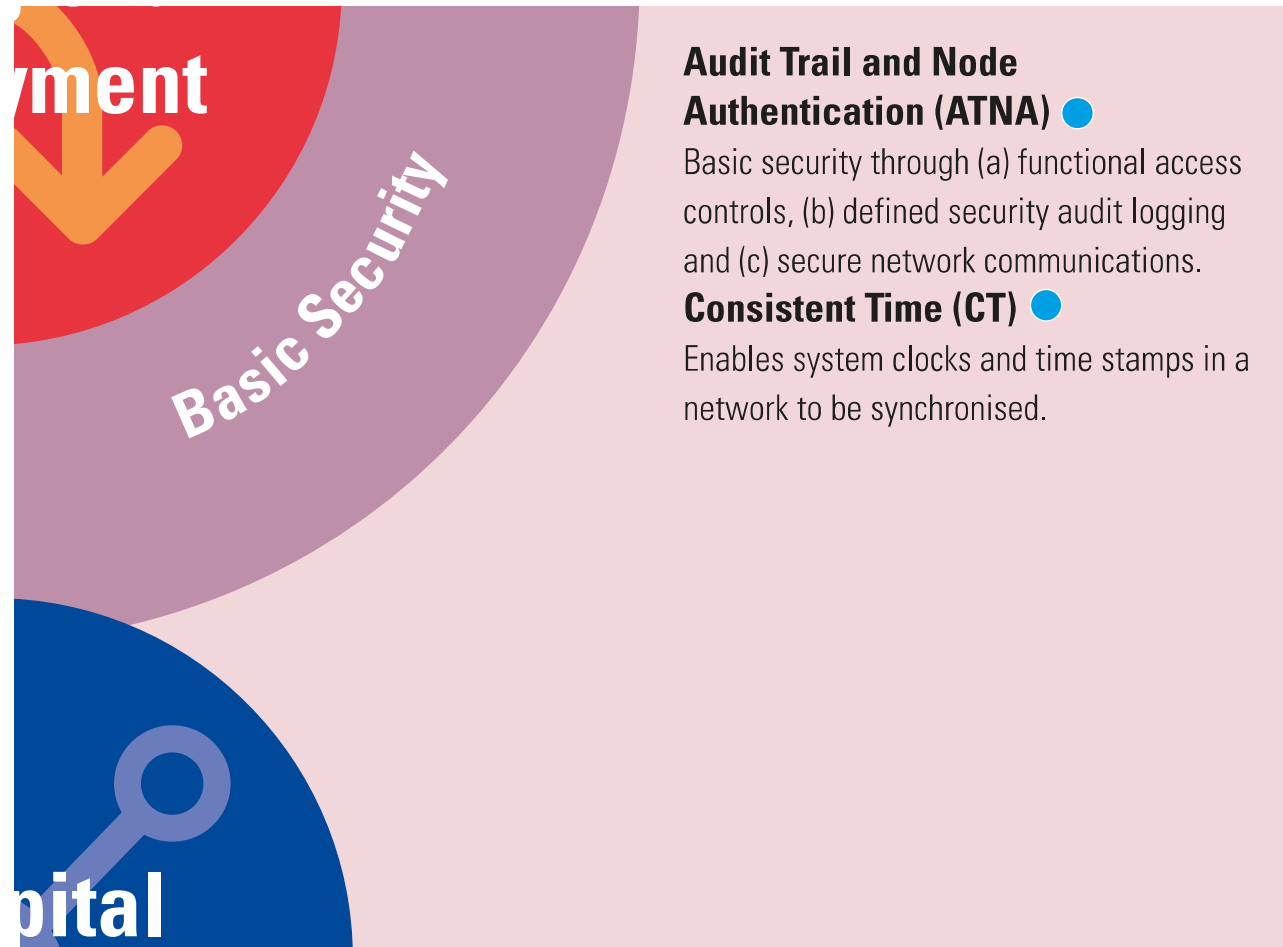 Audit Trail and Node
Authentication (ATNA)
Basic security through (a) functional access
controls, (b) defined security audit logging
and (c) secure network communications.
Consistent Time (CT)
Enables system clocks and time stamps in a
network to be synchronised.
Basic Security
yment
pital